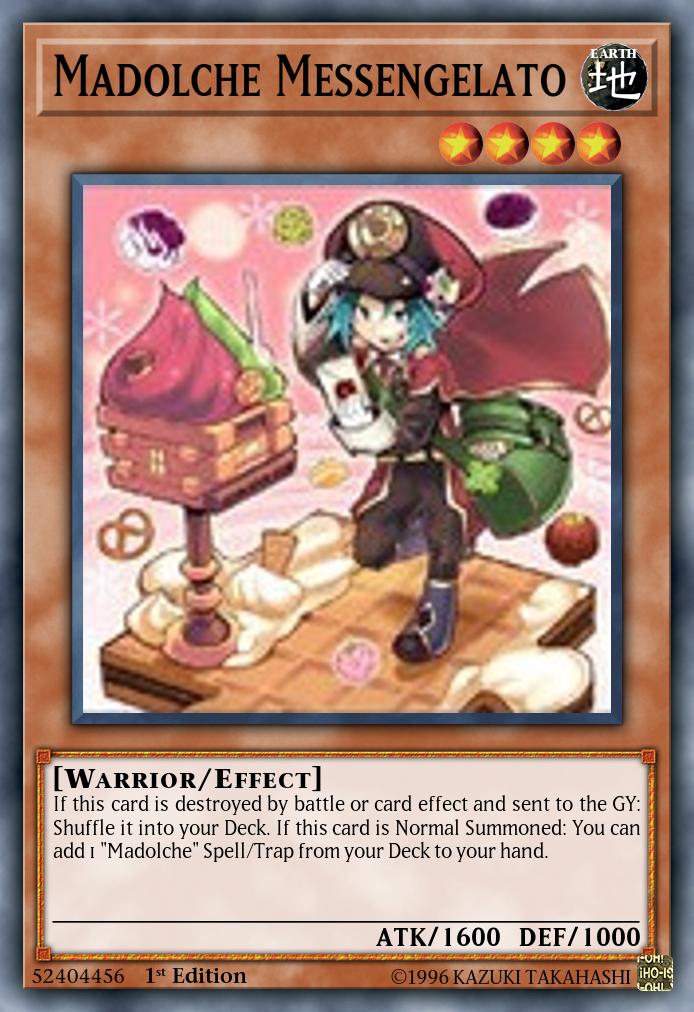 MADOLCHE MESSENGELATO
EARTH
地
[WARRIOR/EFFECT]
If this card is destroyed by battle or card effect and sent to the GY:
Shuffle it into your Deck. If this card is Normal Summoned: You can
add 1 "Madolche" Spell/Trap from your Deck to your hand.
ATK/1600 DEF/1000
52404456 1st Edition ©1996 KAZUKI TAKAHASHI